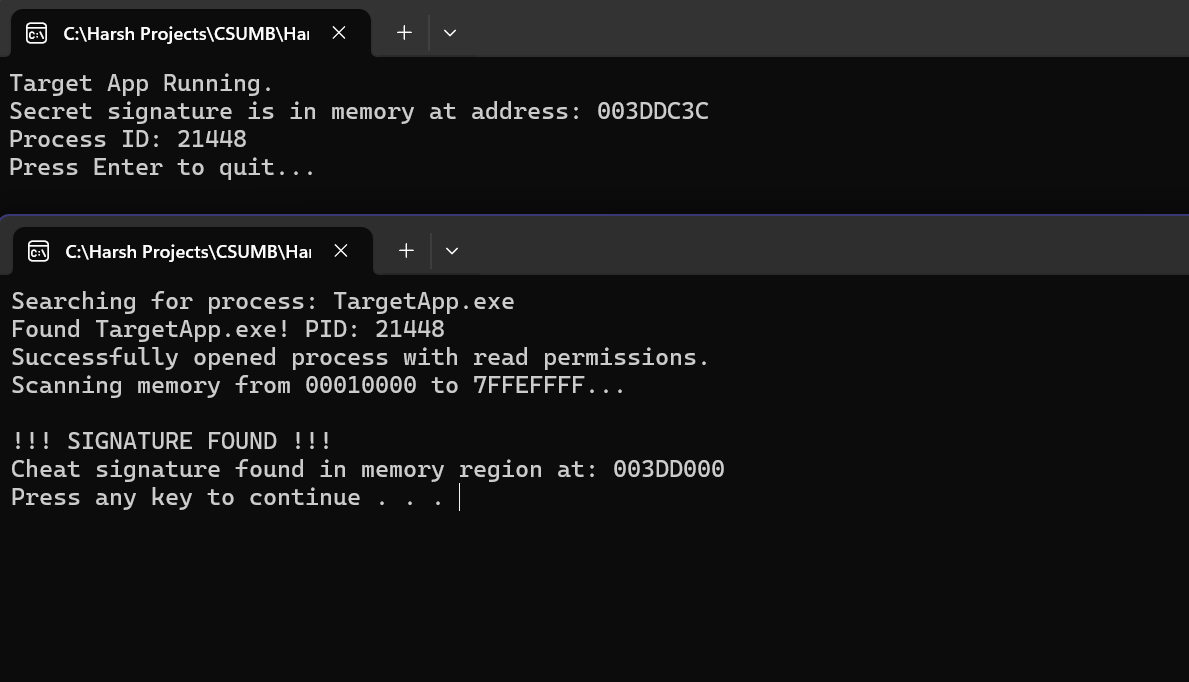 C:\Harsh Projects\CSUMB\Har
Target App Running.
Secret signature is in memory at address: 003DDC3C
Process ID: 21448
Press Enter to quit...
C:\Harsh Projects\CSUMB\Har
Searching for process: TargetApp.exe
Found TargetApp.exe! PID: 21448
Successfully opened process with read permissions.
Scanning memory from 00010000 to 7FFEFFFF...
!!! SIGNATURE FOUND !!!
Cheat signature found in memory region at: 003DD000
Press any key to continue . . .